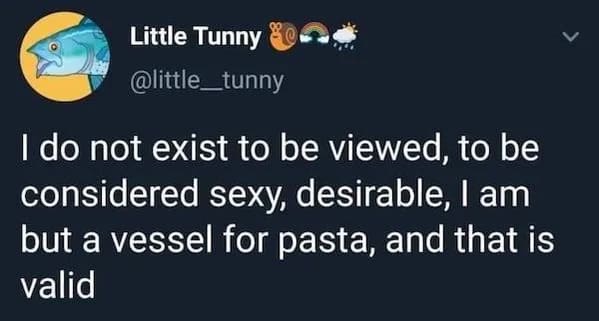 Little Tunny 🐌🌈🌦️
@little__tunny
I do not exist to be viewed, to be
considered sexy, desirable, I am
but a vessel for pasta, and that is
valid